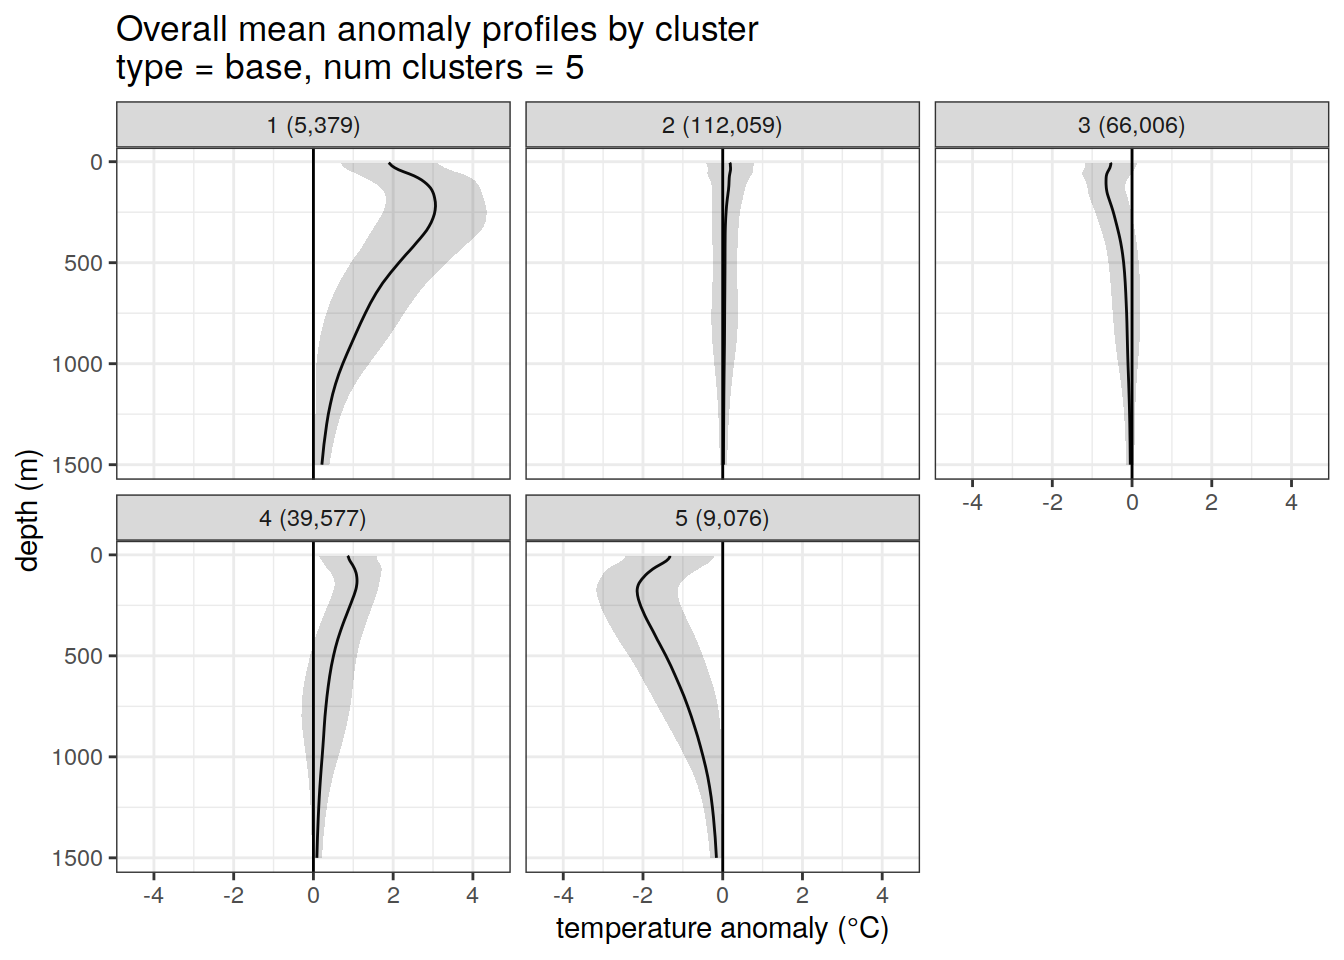 Overall mean anomaly profiles by cluster
type = base, num clusters = 5
1 (5,379)
2 (112,059)
3 (66,006)
0
500
1000
1500
-4 -2 0 2 4
4 (39,577)
5 (9,076)
0
500
1000
1500
-4 -2 0 2 4
-4 -2 0 2 4
depth (m)
temperature anomaly (°C)